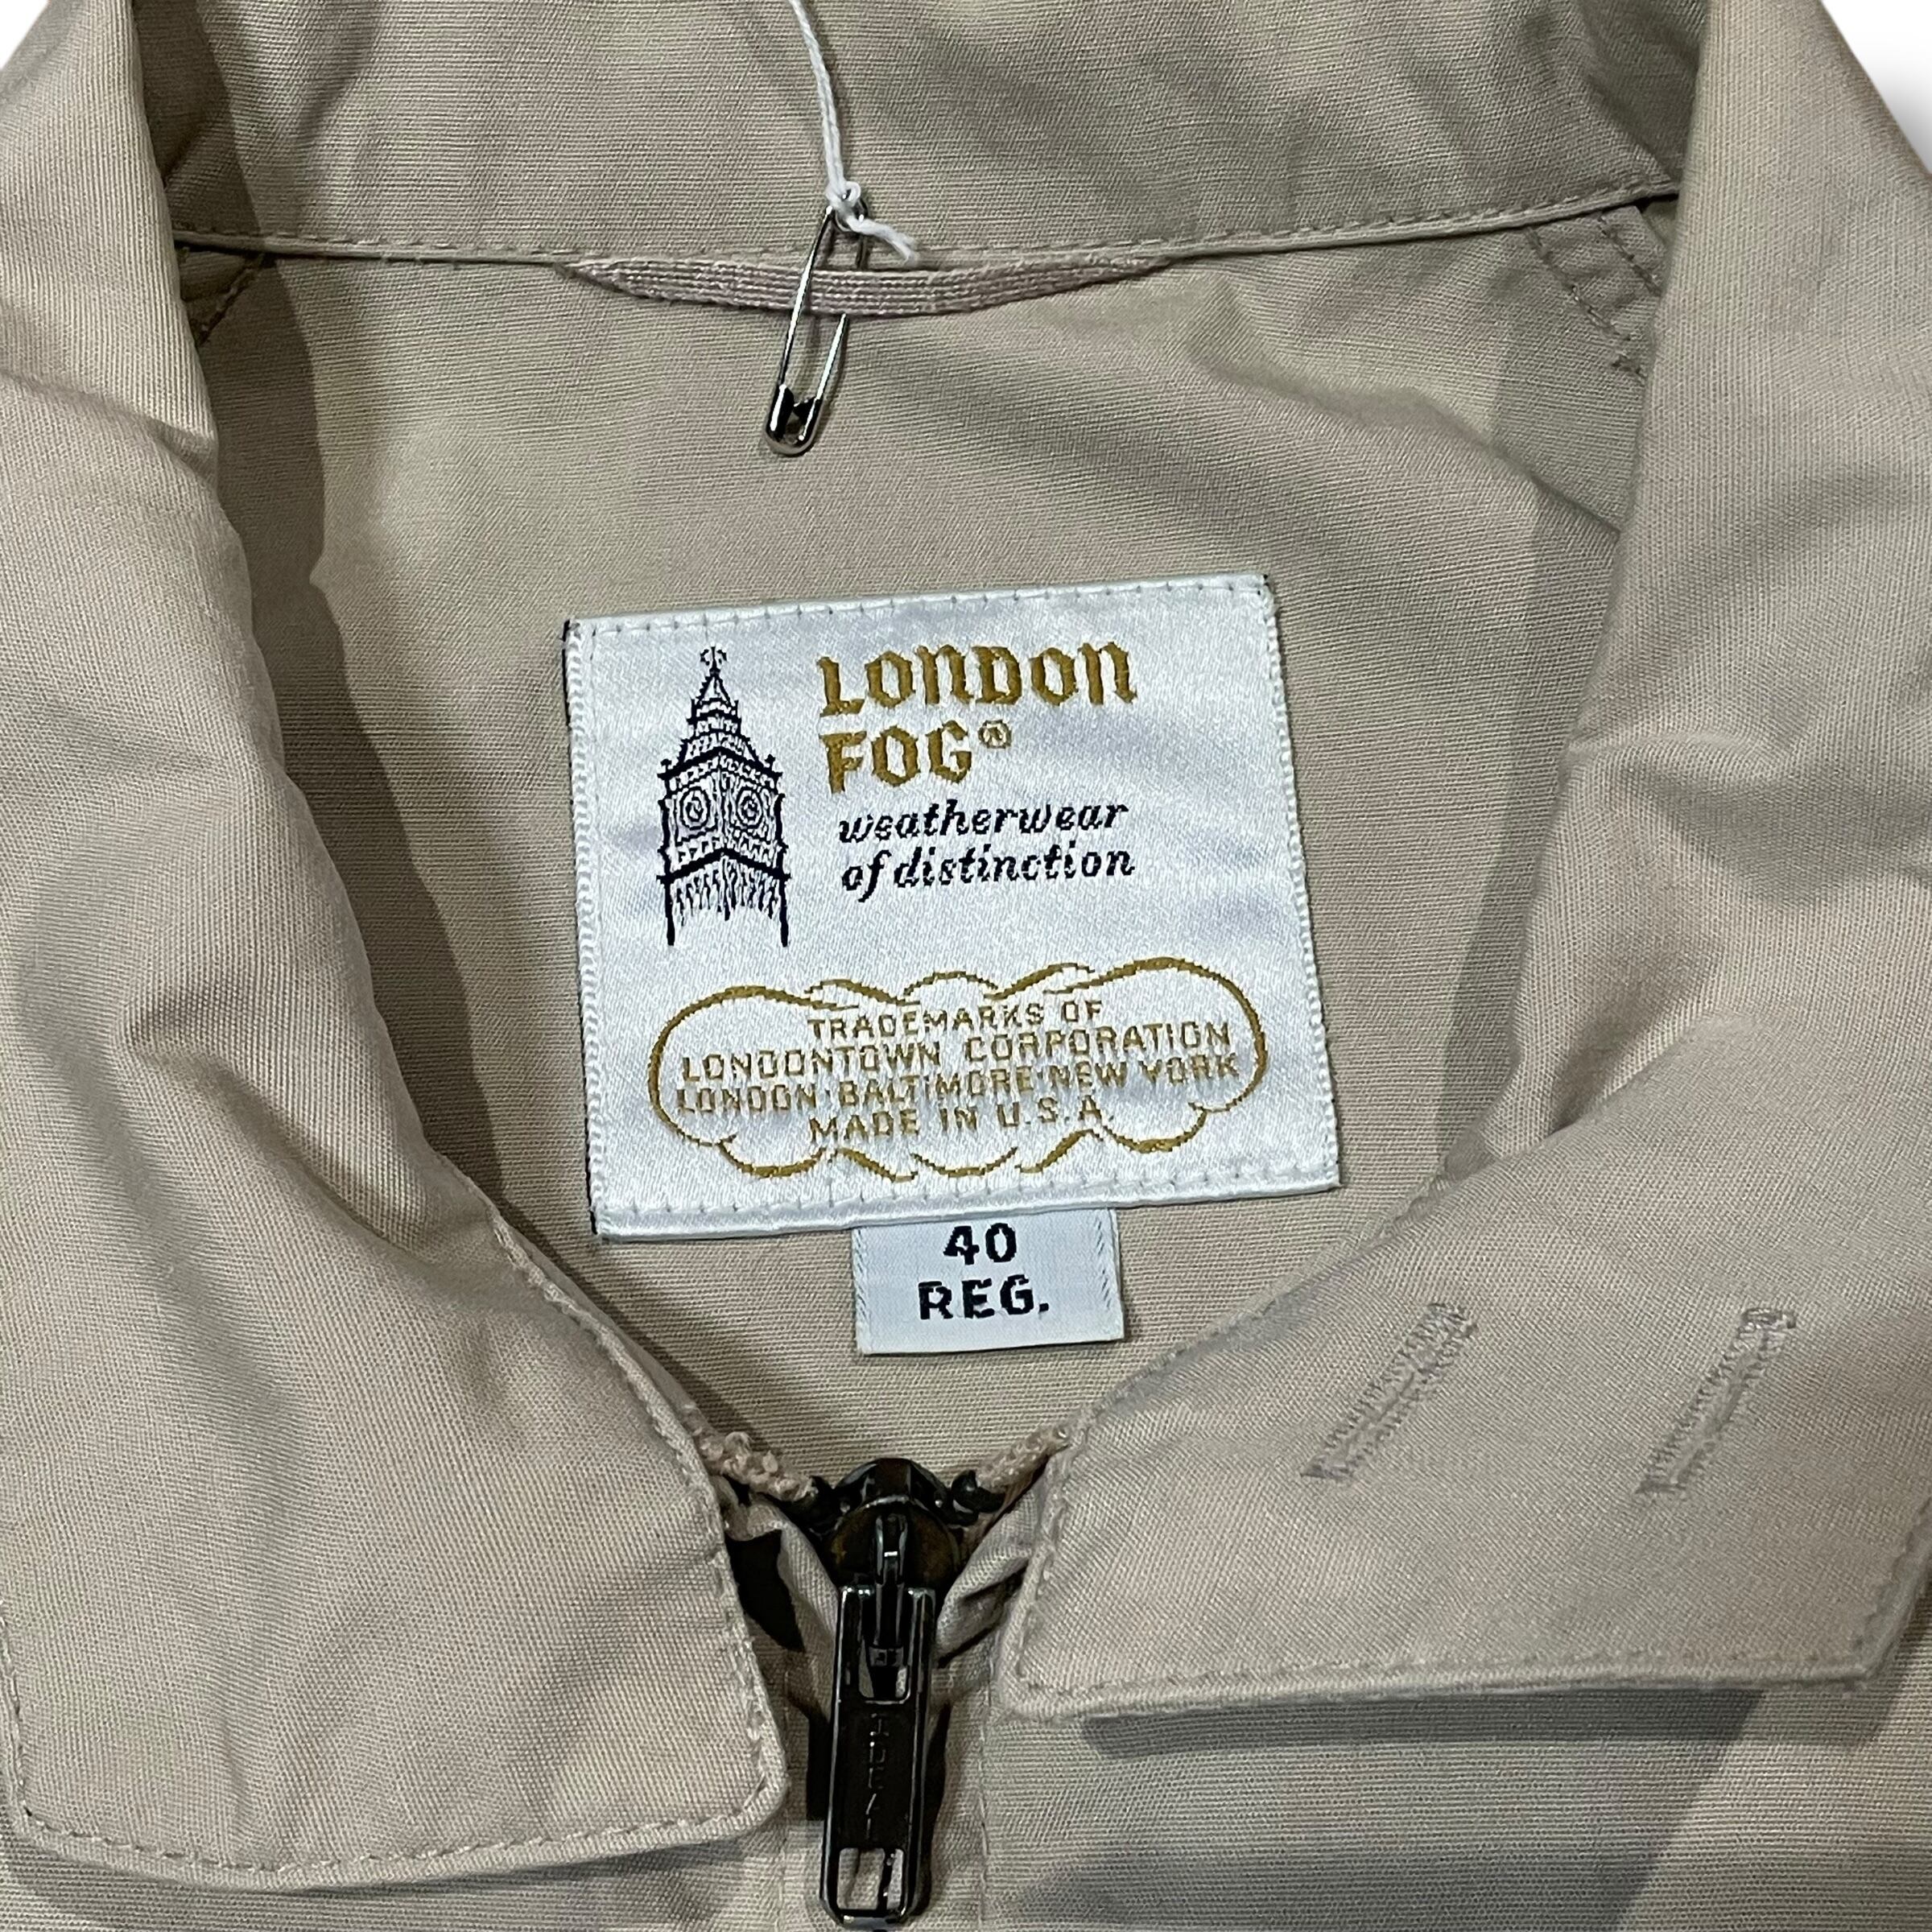 LONDON
FOG®
weatherwear
of distinction
TRADEMARKS OF
LONDONTOWN CORPORATION
LONDON·BALTIMORE·NEW YORK
MADE IN U.S.A.
40
REG.